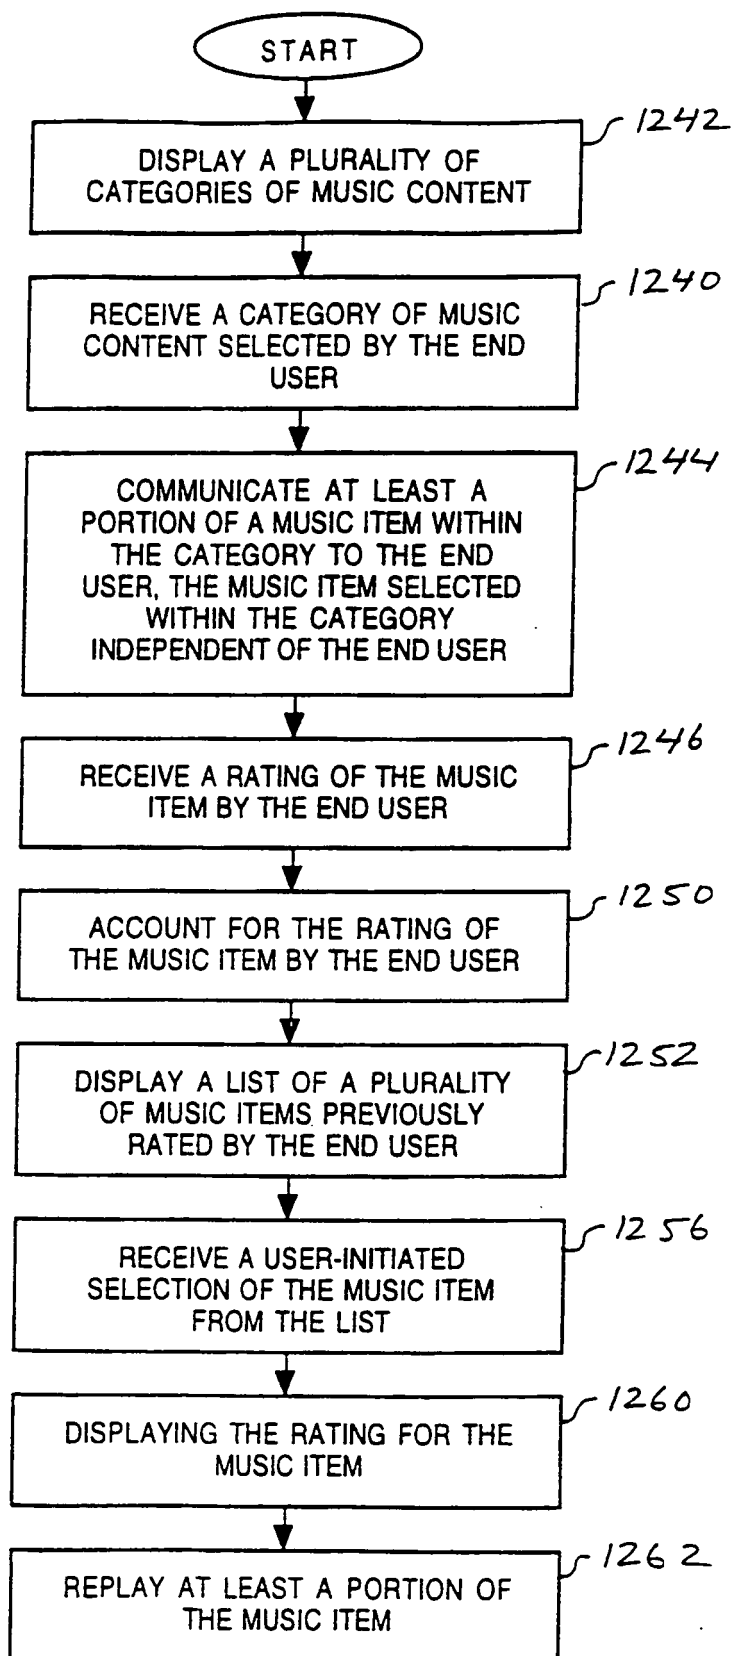 START
1242
DISPLAY A PLURALITY OF
CATEGORIES OF MUSIC CONTENT
1240
RECEIVE A CATEGORY OF MUSIC
CONTENT SELECTED BY THE END
USER
1244
COMMUNICATE AT LEAST A
PORTION OF A MUSIC ITEM WITHIN
THE CATEGORY TO THE END
USER, THE MUSIC ITEM SELECTED
WITHIN THE CATEGORY
INDEPENDENT OF THE END USER
1246
RECEIVE A RATING OF THE MUSIC
ITEM BY THE END USER
1250
ACCOUNT FOR THE RATING OF
THE MUSIC ITEM BY THE END USER
1252
DISPLAY A LIST OF A PLURALITY
OF MUSIC ITEMS PREVIOUSLY
RATED BY THE END USER
1256
RECEIVE A USER-INITIATED
SELECTION OF THE MUSIC ITEM
FROM THE LIST
1260
DISPLAYING THE RATING FOR THE
MUSIC ITEM
1262
REPLAY AT LEAST A PORTION OF
THE MUSIC ITEM